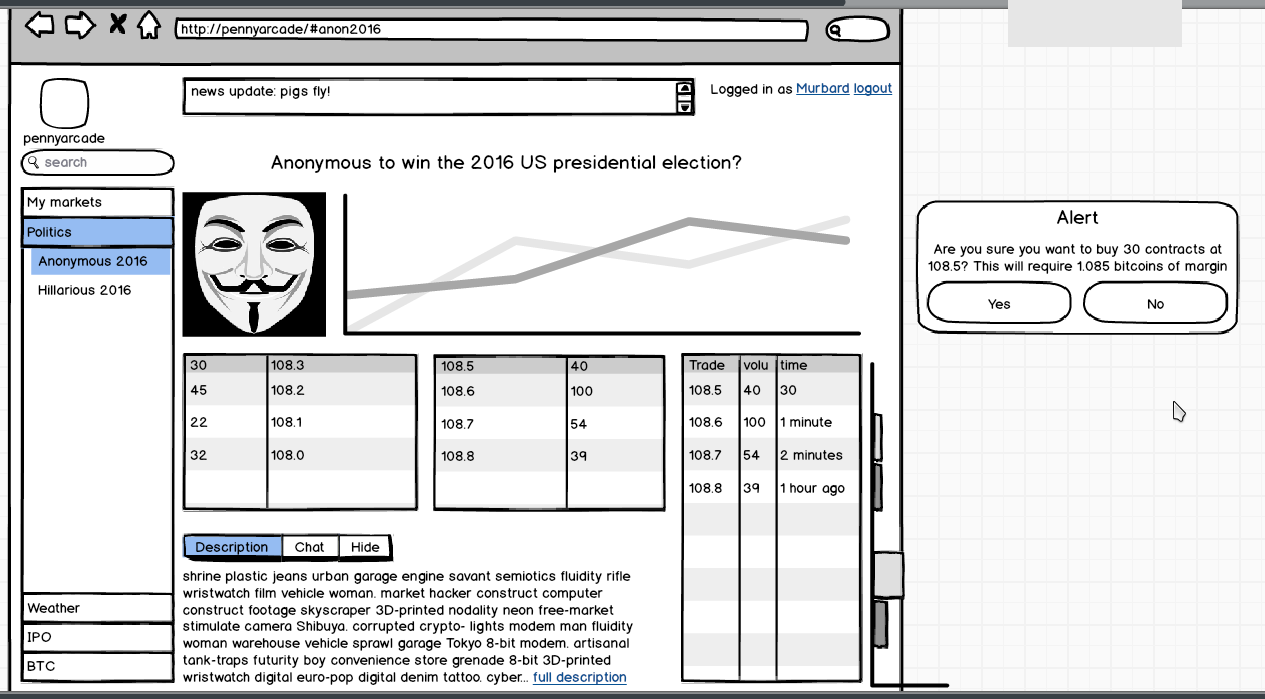 http://pennyarcade/#anon2016
news update: pigs fly!
Logged in as Murbard logout
pennyarcade
search
Anonymous to win the 2016 US presidential election?
My markets
Politics
Anonymous 2016
Hillarious 2016
Weather
IPO
BTC
30 108.3
45 108.2
22 108.1
32 108.0
108.5 40
108.6 100
108.7 54
108.8 39
Trade volu time
108.5 40 30
108.6 100 1 minute
108.7 54 2 minutes
108.8 39 1 hour ago
Description Chat Hide
shrine plastic jeans urban garage engine savant semiotics fluidity rifle
wristwatch film vehicle woman. market hacker construct computer
construct footage skyscraper 3D-printed nodality neon free-market
stimulate camera Shibuya. corrupted crypto- lights modem man fluidity
woman warehouse vehicle sprawl garage Tokyo 8-bit modem. artisanal
tank-traps futurity boy convenience store grenade 8-bit 3D-printed
wristwatch digital euro-pop digital denim tattoo. cyber... full description
Alert
Are you sure you want to buy 30 contracts at
108.5? This will require 1.085 bitcoins of margin
Yes No